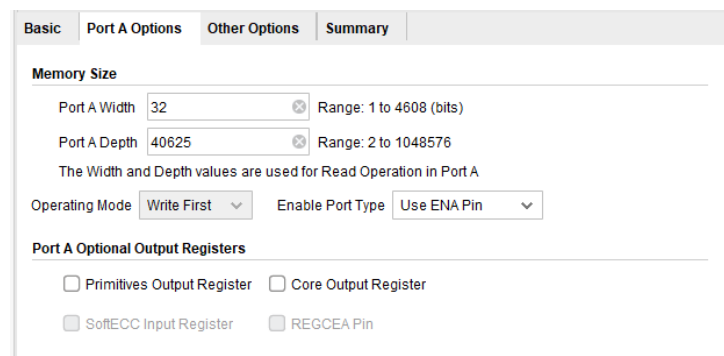 Basic Port A Options Other Options Summary
Memory Size
Port A Width 32 Range: 1 to 4608 (bits)
Port A Depth 40625 Range: 2 to 1048576
The Width and Depth values are used for Read Operation in Port A
Operating Mode Write First Enable Port Type Use ENA Pin
Port A Optional Output Registers
Primitives Output Register Core Output Register
SoftECC Input Register REGCEA Pin